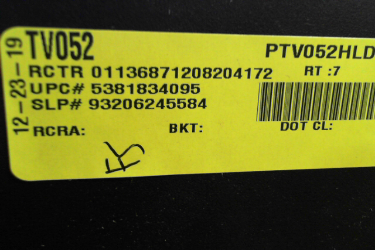 12-23-19
TV052 PTV052HLD
RCTR 01136871208204172 RT :7
UPC# 5381834095
SLP# 93206245584
RCRA: BKT: DOT CL: